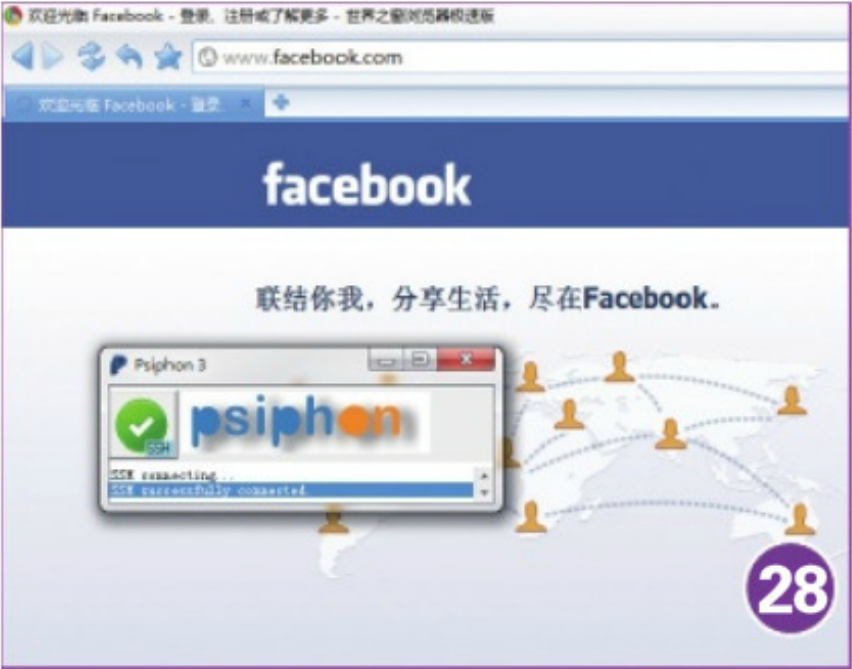 欢迎光临 Facebook - 登录、注册或了解更多 - 世界之窗浏览器极速版
www.facebook.com
欢迎光临 Facebook - 登录
facebook
联结你我，分享生活，尽在Facebook。
Psiphon 3
psiphon
SSH
SSH connecting...
SSH successfully connected.
28